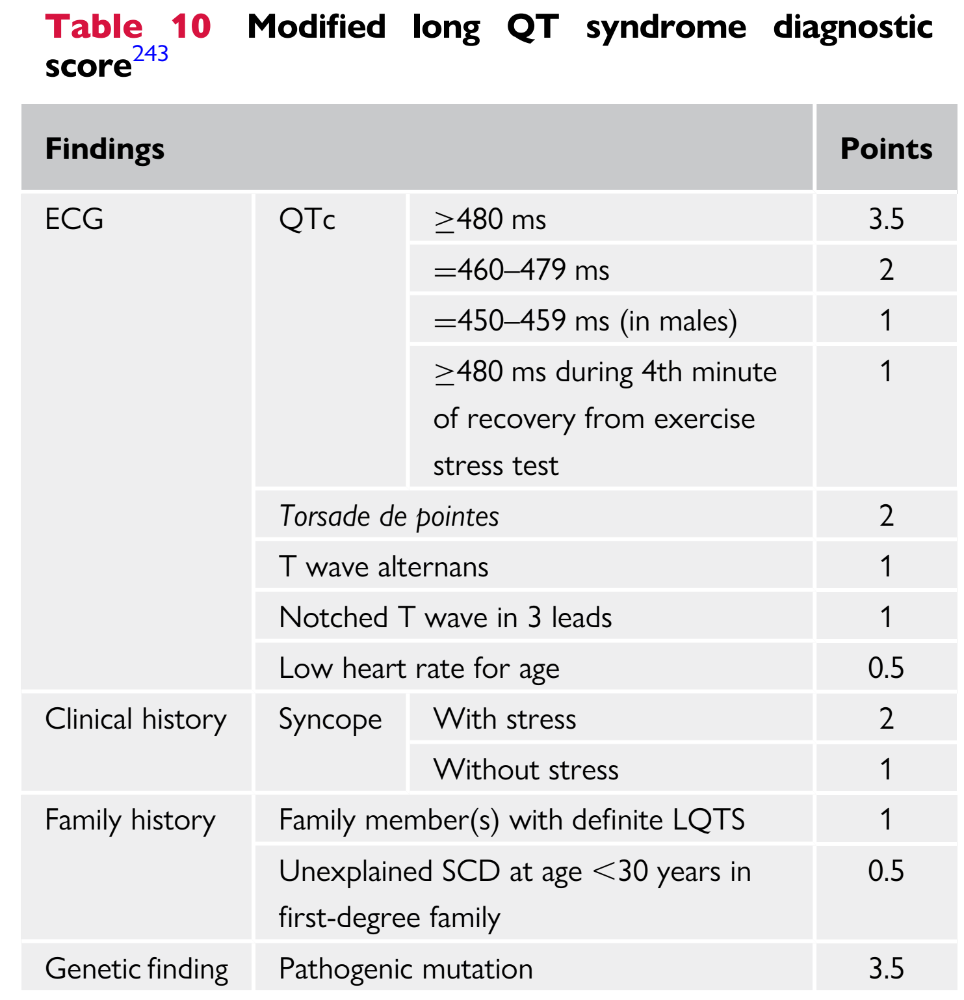 Table 10 Modified long QT syndrome diagnostic
score243
Findings Points
ECG QTc ≥480 ms 3.5
=460–479 ms 2
=450–459 ms (in males) 1
≥480 ms during 4th minute 1
of recovery from exercise
stress test
Torsade de pointes 2
T wave alternans 1
Notched T wave in 3 leads 1
Low heart rate for age 0.5
Clinical history Syncope With stress 2
Without stress 1
Family history Family member(s) with definite LQTS 1
Unexplained SCD at age <30 years in 0.5
first-degree family
Genetic finding Pathogenic mutation 3.5